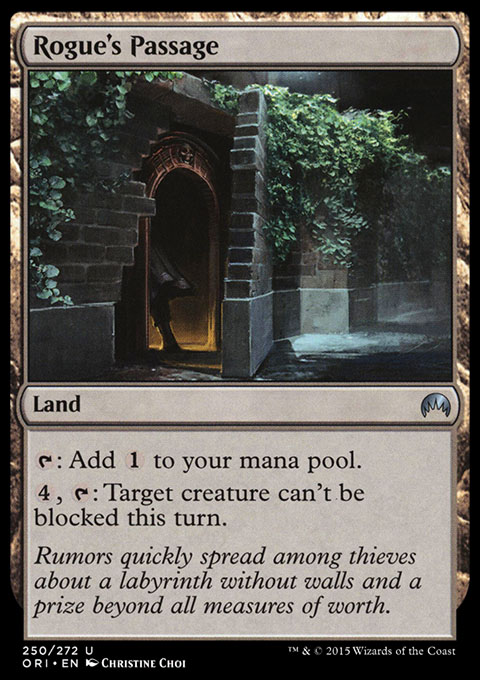 Rogue's Passage
Land
: Add 1 to your mana pool.
4, : Target creature can't be
blocked this turn.
Rumors quickly spread among thieves
about a labyrinth without walls and a
prize beyond all measures of worth.
250/272 U
ORI • EN Christine Choi
™ & © 2015 Wizards of the Coast